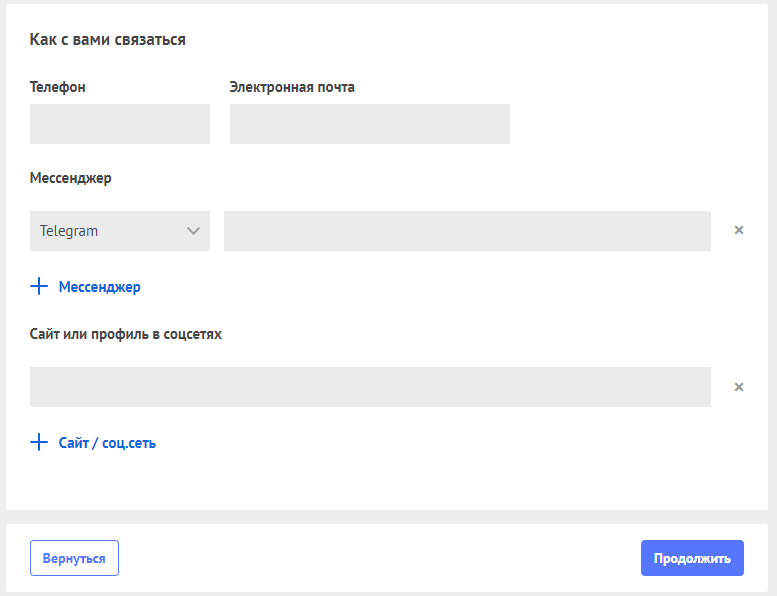 Как с вами связаться
Телефон Электронная почта
Мессенджер
Telegram
Мессенджер
Сайт или профиль в соцсетях
Сайт / соц.сеть
Вернуться Продолжить